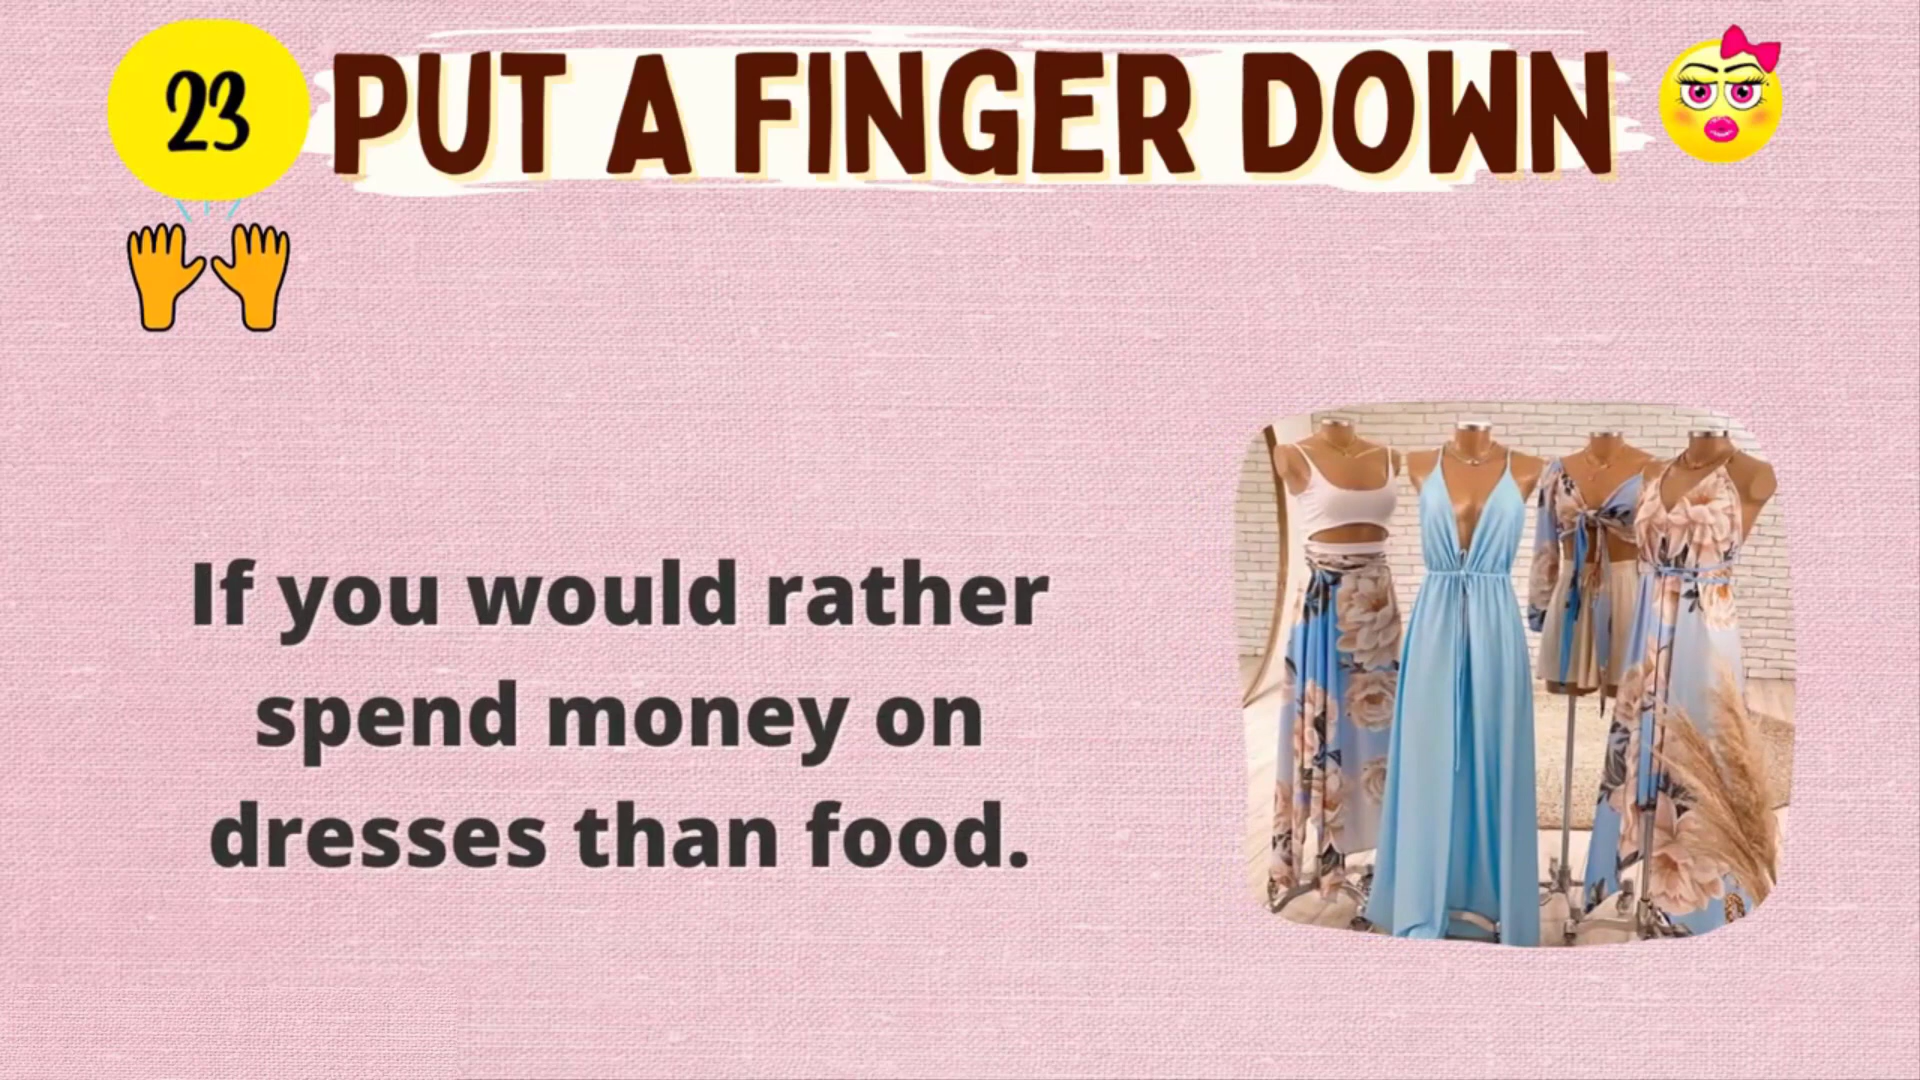 23
PUT A FINGER DOWN
If you would rather
spend money on
dresses than food.